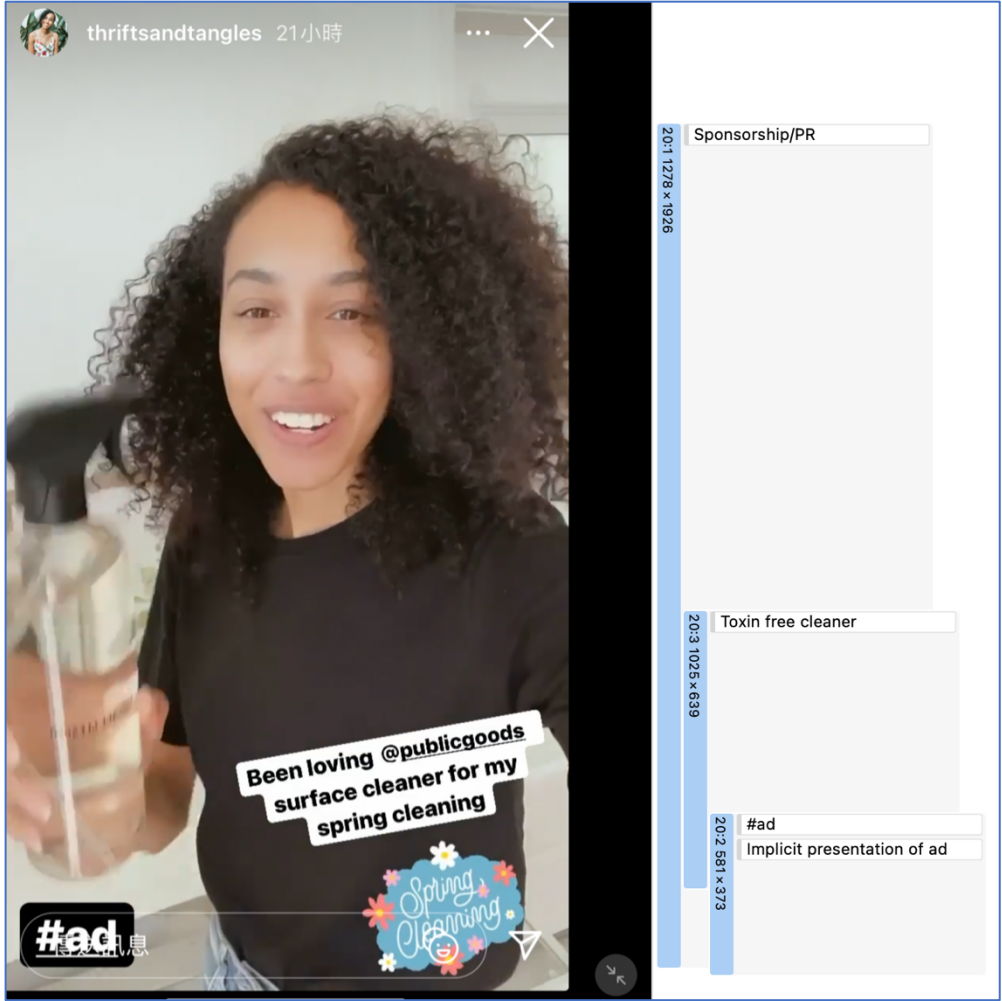 thriftsandtangles 21小時
Been loving @publicgoods
surface cleaner for my
spring cleaning
Spring
Cleaning
#ad
訊息
20:1 1278 × 1926
Sponsorship/PR
20:3 1025 × 639
Toxin free cleaner
20:2 581 × 373
#ad
Implicit presentation of ad